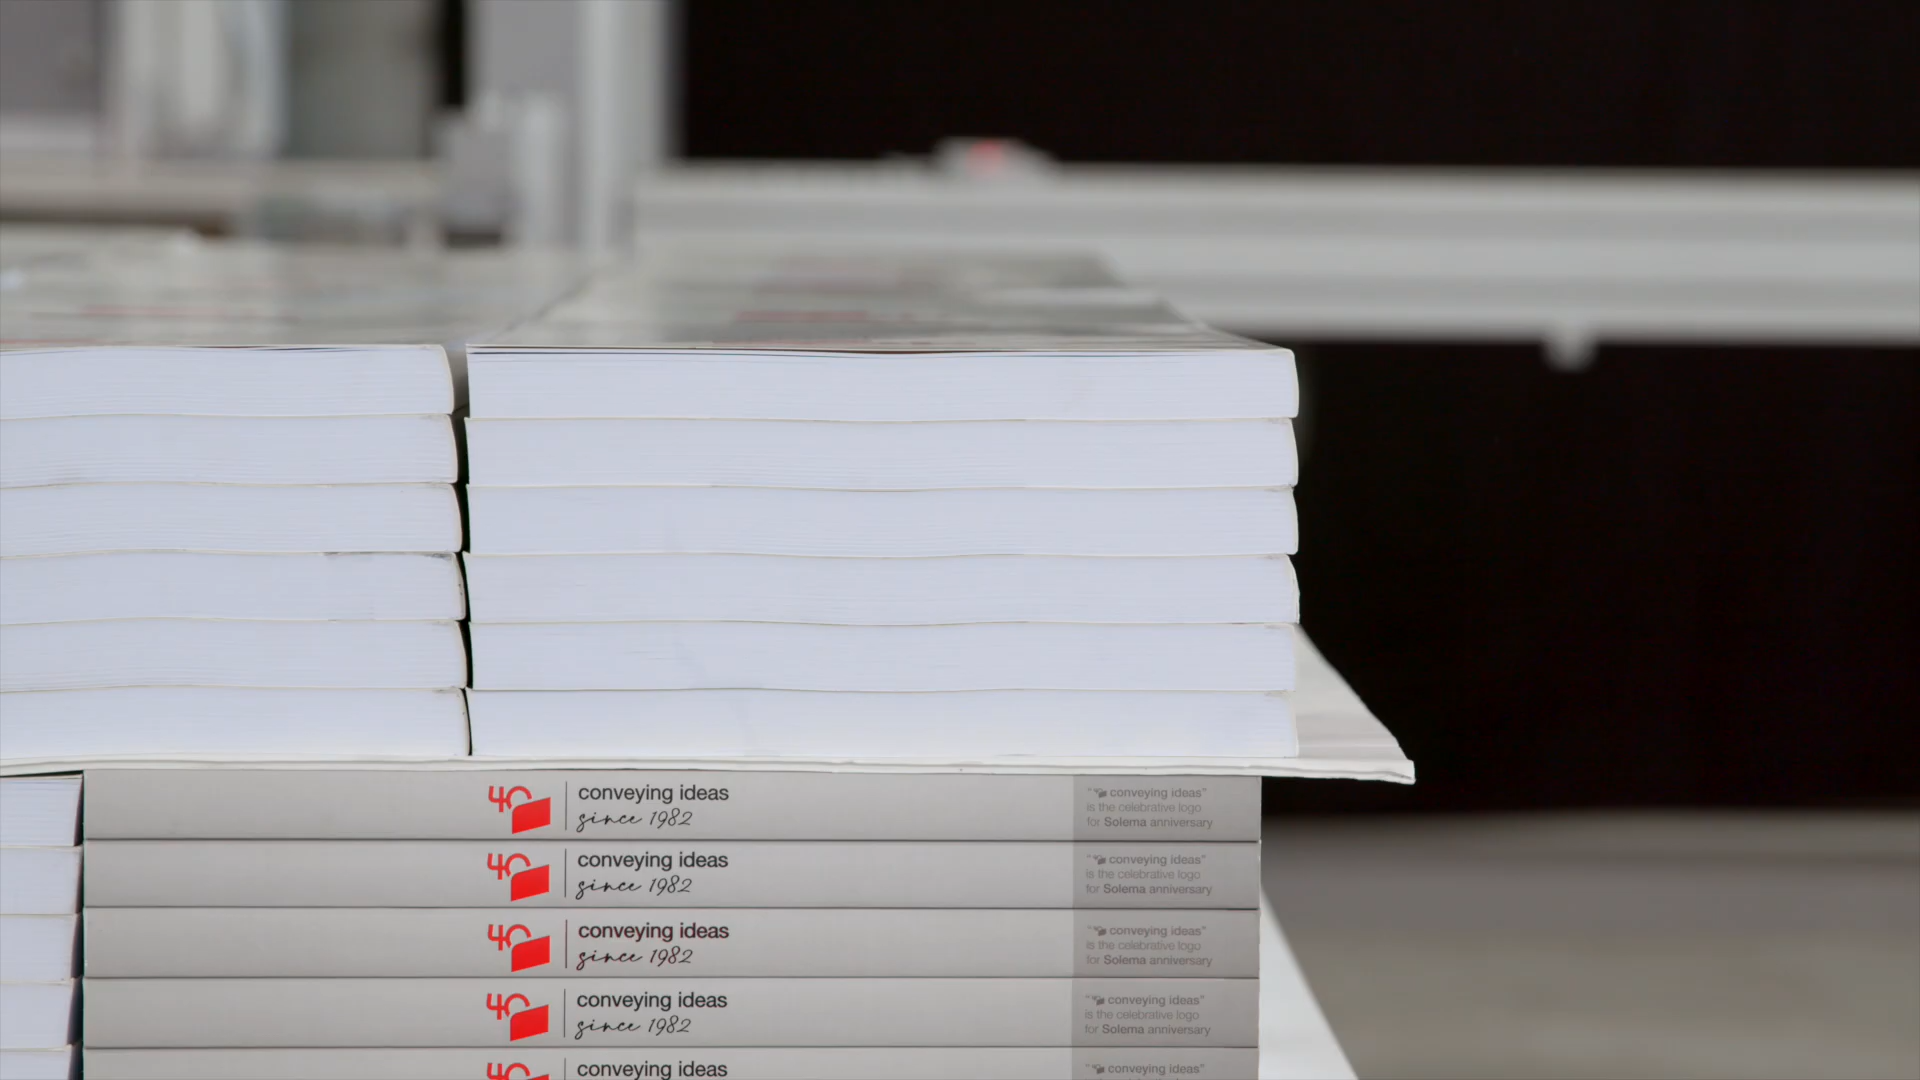 40 conveying ideas
since 1982
" conveying ideas"
is the celebrative logo
for Solema anniversary
40 conveying ideas
since 1982
" conveying ideas"
is the celebrative logo
for Solema anniversary
40 conveying ideas
since 1982
" conveying ideas"
is the celebrative logo
for Solema anniversary
40 conveying ideas
since 1982
" conveying ideas"
is the celebrative logo
for Solema anniversary
40 conveying ideas
" conveying ideas"